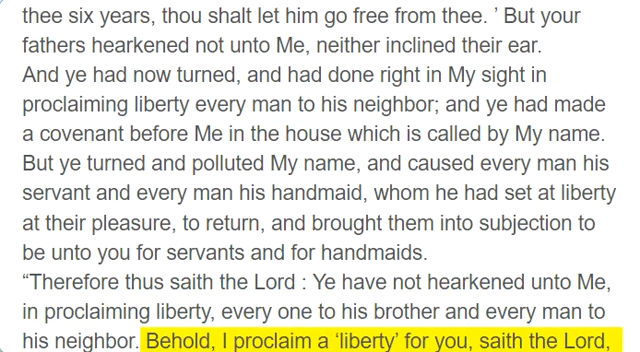 thee six years, thou shalt let him go free from thee. ’ But your
fathers hearkened not unto Me, neither inclined their ear.
And ye had now turned, and had done right in My sight in
proclaiming liberty every man to his neighbor; and ye had made
a covenant before Me in the house which is called by My name.
But ye turned and polluted My name, and caused every man his
servant and every man his handmaid, whom he had set at liberty
at their pleasure, to return, and brought them into subjection to
be unto you for servants and for handmaids.
“Therefore thus saith the Lord : Ye have not hearkened unto Me,
in proclaiming liberty, every one to his brother and every man to
his neighbor. Behold, I proclaim a ‘liberty’ for you, saith the Lord,